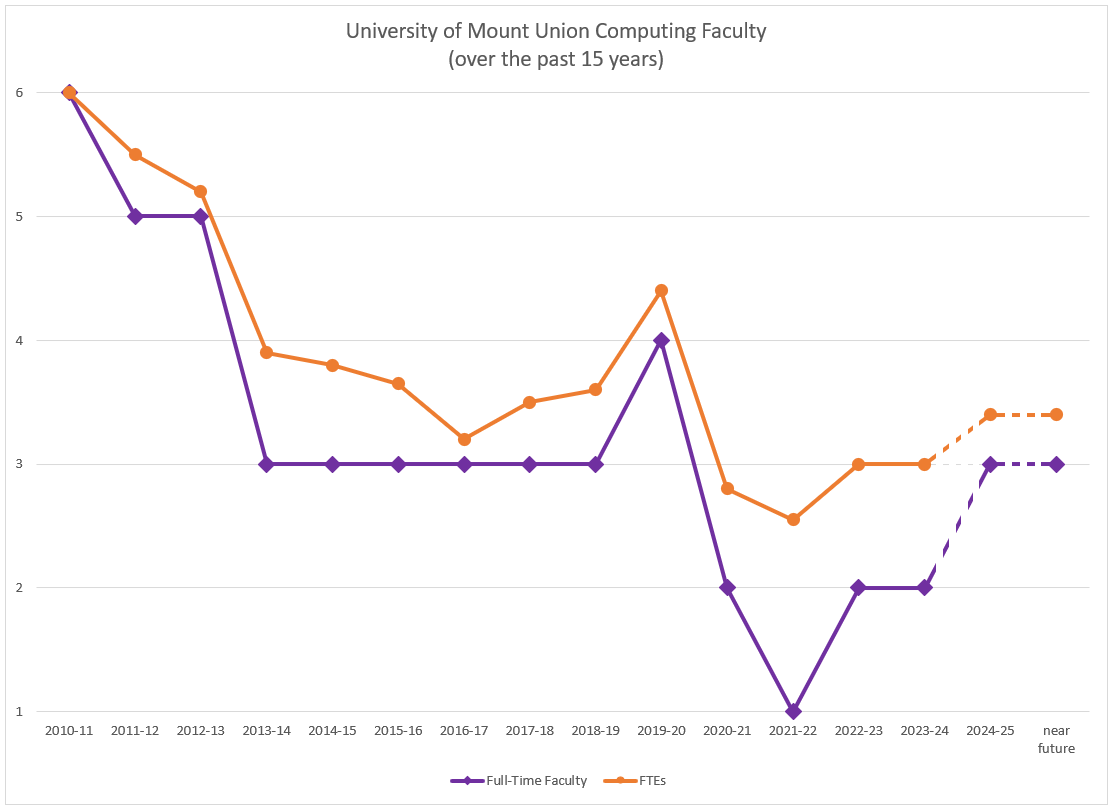 University of Mount Union Computing Faculty
(over the past 15 years)
6
5
4
3
2
1
2010-11 2011-12 2012-13 2013-14 2014-15 2015-16 2016-17 2017-18 2018-19 2019-20 2020-21 2021-22 2022-23 2023-24 2024-25 near
future
Full-Time Faculty FTEs